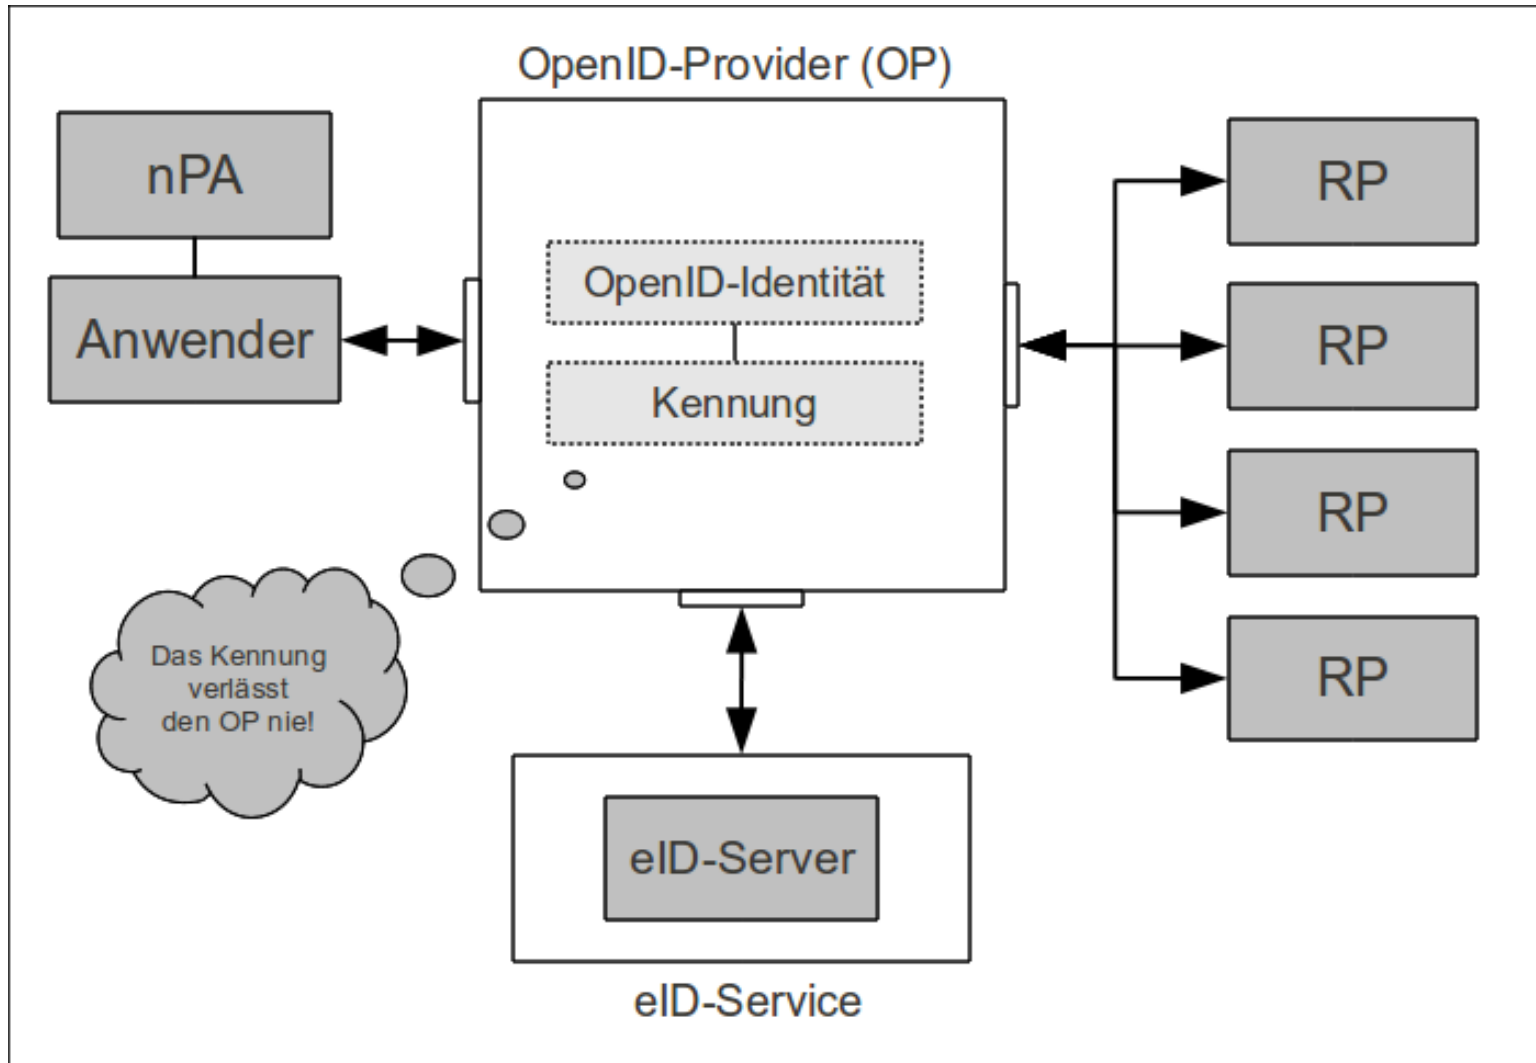 OpenID-Provider (OP)
nPA
Anwender
OpenID-Identität
Kennung
RP
RP
RP
RP
Das Kennung
verlässt
den OP nie!
eID-Server
eID-Service